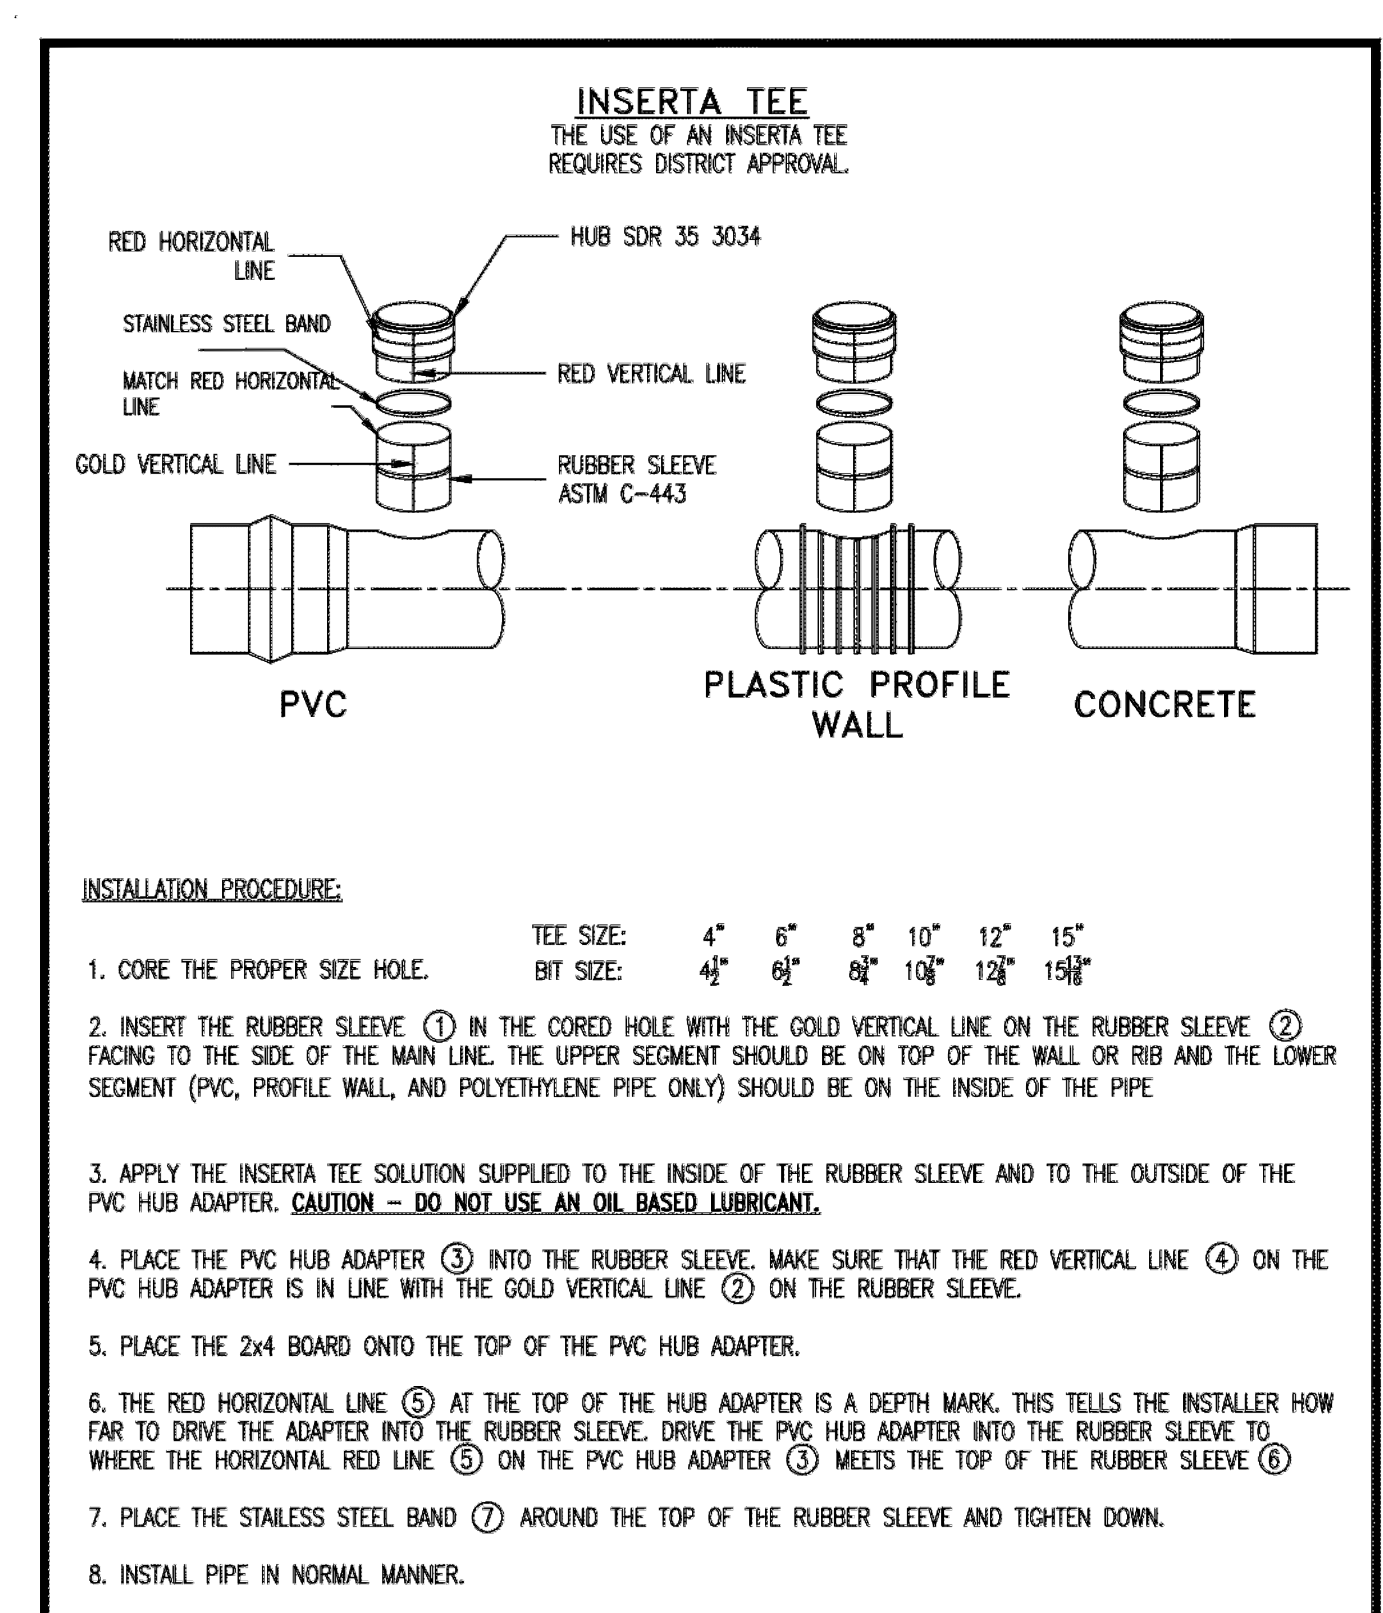 INSERTA TEE
THE USE OF AN INSERTA TEE
REQUIRES DISTRICT APPROVAL.
RED HORIZONTAL
LINE
HUB SDR 35 3034
STAINLESS STEEL BAND
MATCH RED HORIZONTAL
LINE
RED VERTICAL LINE
GOLD VERTICAL LINE
RUBBER SLEEVE
ASTM C-443
PVC
PLASTIC PROFILE
WALL
CONCRETE
INSTALLATION PROCEDURE:
TEE SIZE: 4" 6" 8" 10" 12" 15"
1. CORE THE PROPER SIZE HOLE. BIT SIZE: 4 1/2" 6 1/2" 8 3/4" 10 7/8" 12 7/8" 15 13/16"
2. INSERT THE RUBBER SLEEVE ① IN THE CORED HOLE WITH THE GOLD VERTICAL LINE ON THE RUBBER SLEEVE ②
FACING TO THE SIDE OF THE MAIN LINE. THE UPPER SEGMENT SHOULD BE ON TOP OF THE WALL OR RIB AND THE LOWER
SEGMENT (PVC, PROFILE WALL, AND POLYETHYLENE PIPE ONLY) SHOULD BE ON THE INSIDE OF THE PIPE
3. APPLY THE INSERTA TEE SOLUTION SUPPLIED TO THE INSIDE OF THE RUBBER SLEEVE AND TO THE OUTSIDE OF THE
PVC HUB ADAPTER. CAUTION – DO NOT USE AN OIL BASED LUBRICANT.
4. PLACE THE PVC HUB ADAPTER ③ INTO THE RUBBER SLEEVE. MAKE SURE THAT THE RED VERTICAL LINE ④ ON THE
PVC HUB ADAPTER IS IN LINE WITH THE GOLD VERTICAL LINE ② ON THE RUBBER SLEEVE.
5. PLACE THE 2x4 BOARD ONTO THE TOP OF THE PVC HUB ADAPTER.
6. THE RED HORIZONTAL LINE ⑤ AT THE TOP OF THE HUB ADAPTER IS A DEPTH MARK. THIS TELLS THE INSTALLER HOW
FAR TO DRIVE THE ADAPTER INTO THE RUBBER SLEEVE. DRIVE THE PVC HUB ADAPTER INTO THE RUBBER SLEEVE TO
WHERE THE HORIZONTAL RED LINE ⑤ ON THE PVC HUB ADAPTER ③ MEETS THE TOP OF THE RUBBER SLEEVE ⑥
7. PLACE THE STAILESS STEEL BAND ⑦ AROUND THE TOP OF THE RUBBER SLEEVE AND TIGHTEN DOWN.
8. INSTALL PIPE IN NORMAL MANNER.